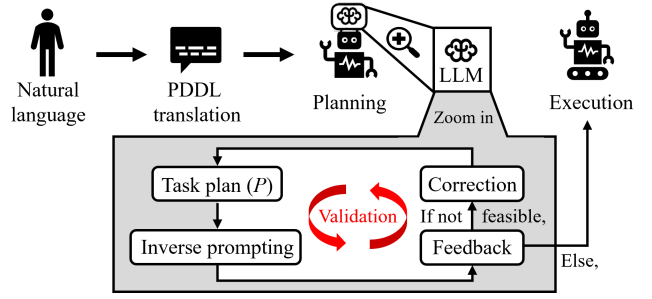 Natural
language
PDDL
translation
Planning
LLM
Execution
Zoom in
Task plan (P)
Correction
Validation
If not feasible,
Inverse prompting
Feedback
Else,